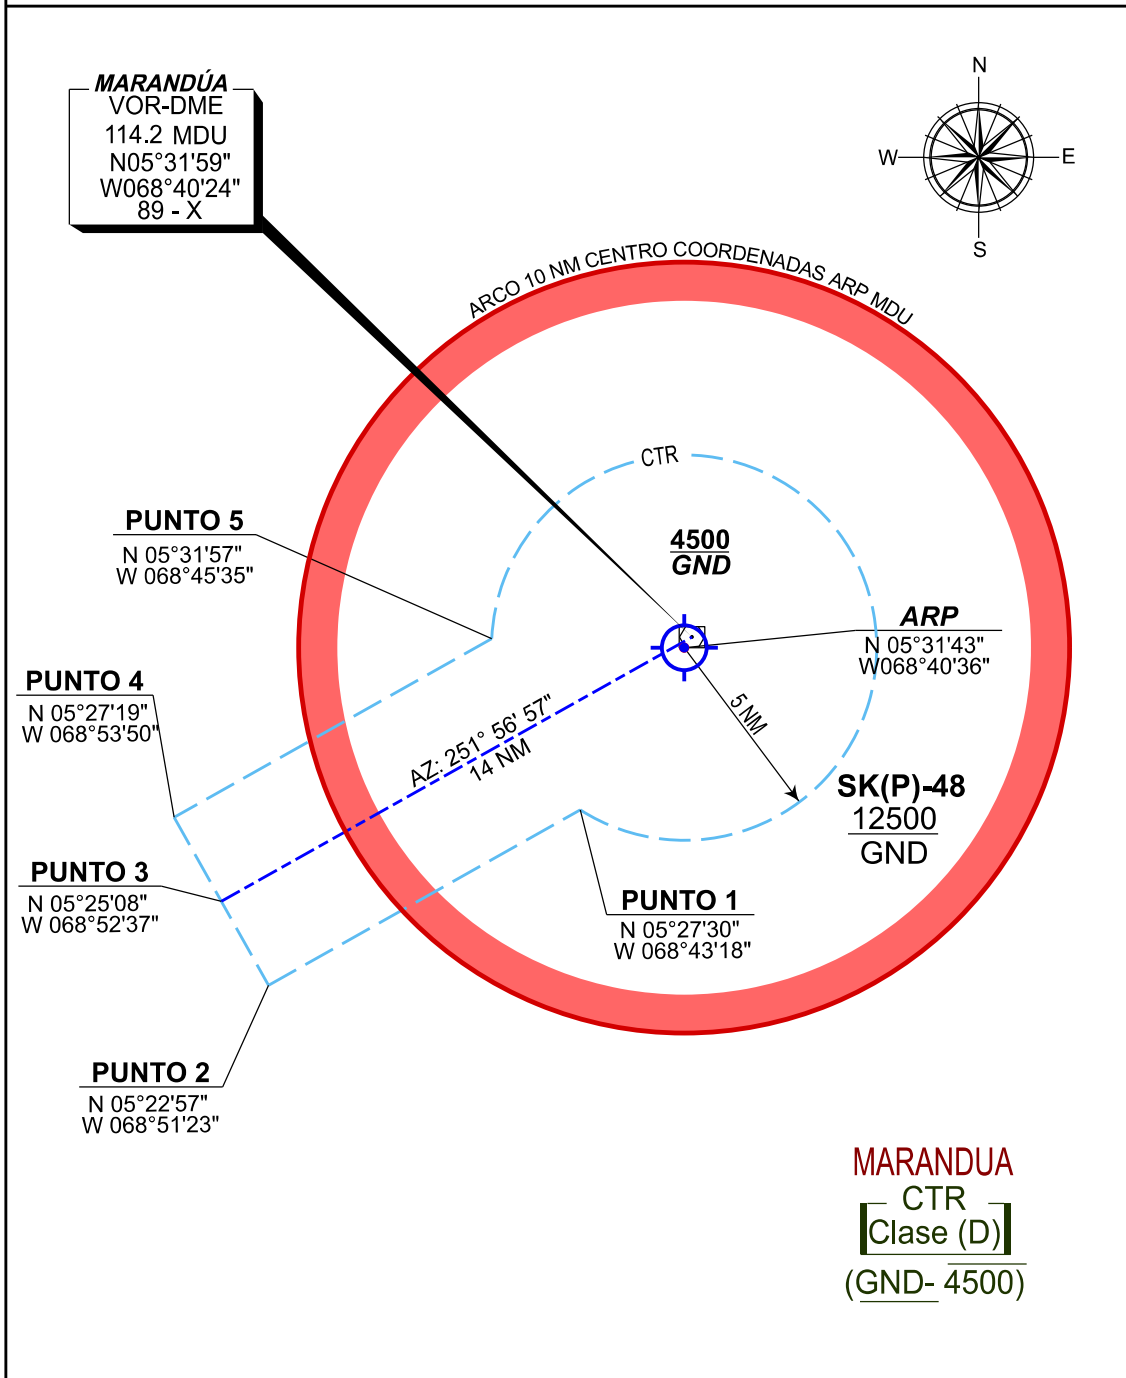 MARANDÚA
VOR-DME
114.2 MDU
N05°31'59"
W068°40'24"
89 - X
N
W
E
S
ARCO 10 NM CENTRO COORDENADAS ARP MDU
CTR
PUNTO 5
N 05°31'57"
W 068°45'35"
4500
GND
ARP
N 05°31'43"
W068°40'36"
PUNTO 4
N 05°27'19"
W 068°53'50"
AZ: 251° 56' 57"
14 NM
5 NM
SK(P)-48
12500
GND
PUNTO 3
N 05°25'08"
W 068°52'37"
PUNTO 1
N 05°27'30"
W 068°43'18"
PUNTO 2
N 05°22'57"
W 068°51'23"
MARANDUA
CTR
Clase (D)
(GND- 4500)